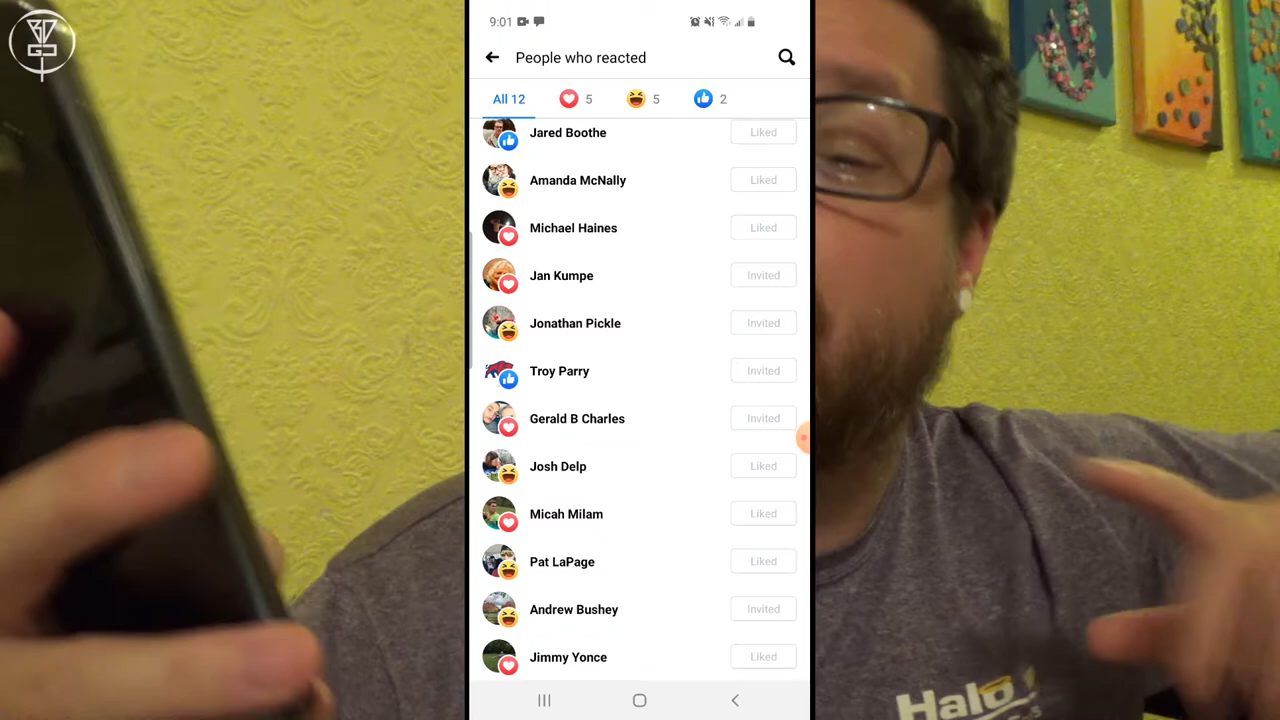 9:01
People who reacted
All 12 5 5 2
Jared Boothe Liked
Amanda McNally Liked
Michael Haines Liked
Jan Kumpe Invited
Jonathan Pickle Invited
Troy Parry Invited
Gerald B Charles Invited
Josh Delp Liked
Micah Milam Liked
Pat LaPage Liked
Andrew Bushey Invited
Jimmy Yonce Liked
Halo